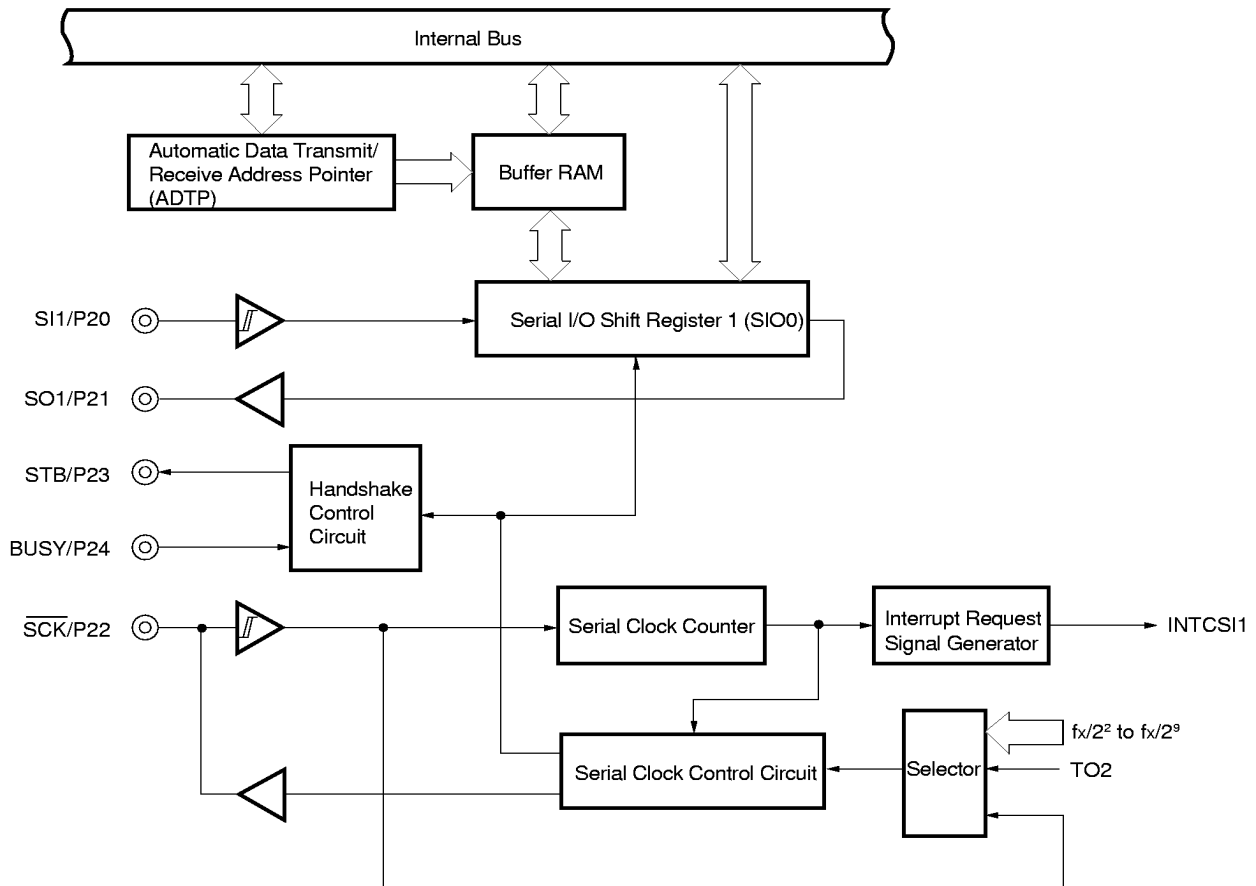 Internal Bus
Automatic Data Transmit/
Receive Address Pointer
(ADTP)
Buffer RAM
SI1/P20
Serial I/O Shift Register 1 (SIO0)
SO1/P21
STB/P23
Handshake
Control
Circuit
BUSY/P24
S̅C̅K̅/P22
Serial Clock Counter
Interrupt Request
Signal Generator
INTCSI1
fx/2² to fx/2⁹
Serial Clock Control Circuit
Selector
TO2